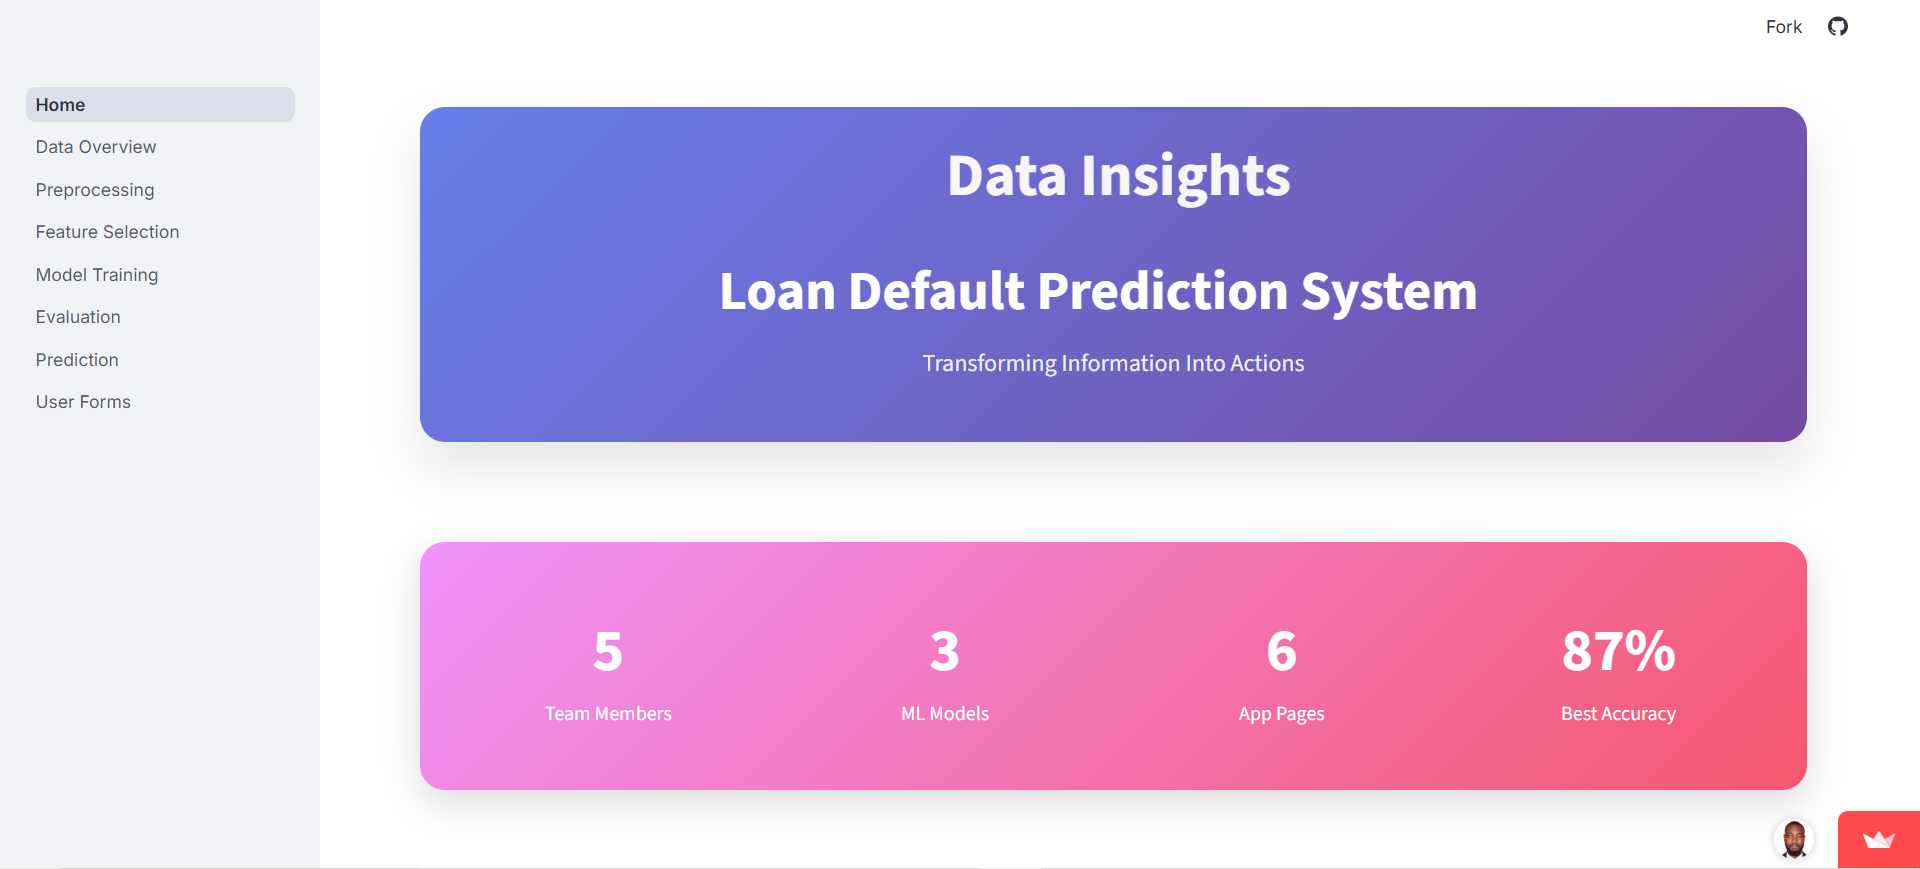 Fork
Home
Data Overview
Preprocessing
Feature Selection
Model Training
Evaluation
Prediction
User Forms
Data Insights
Loan Default Prediction System
Transforming Information Into Actions
5
Team Members
3
ML Models
6
App Pages
87%
Best Accuracy